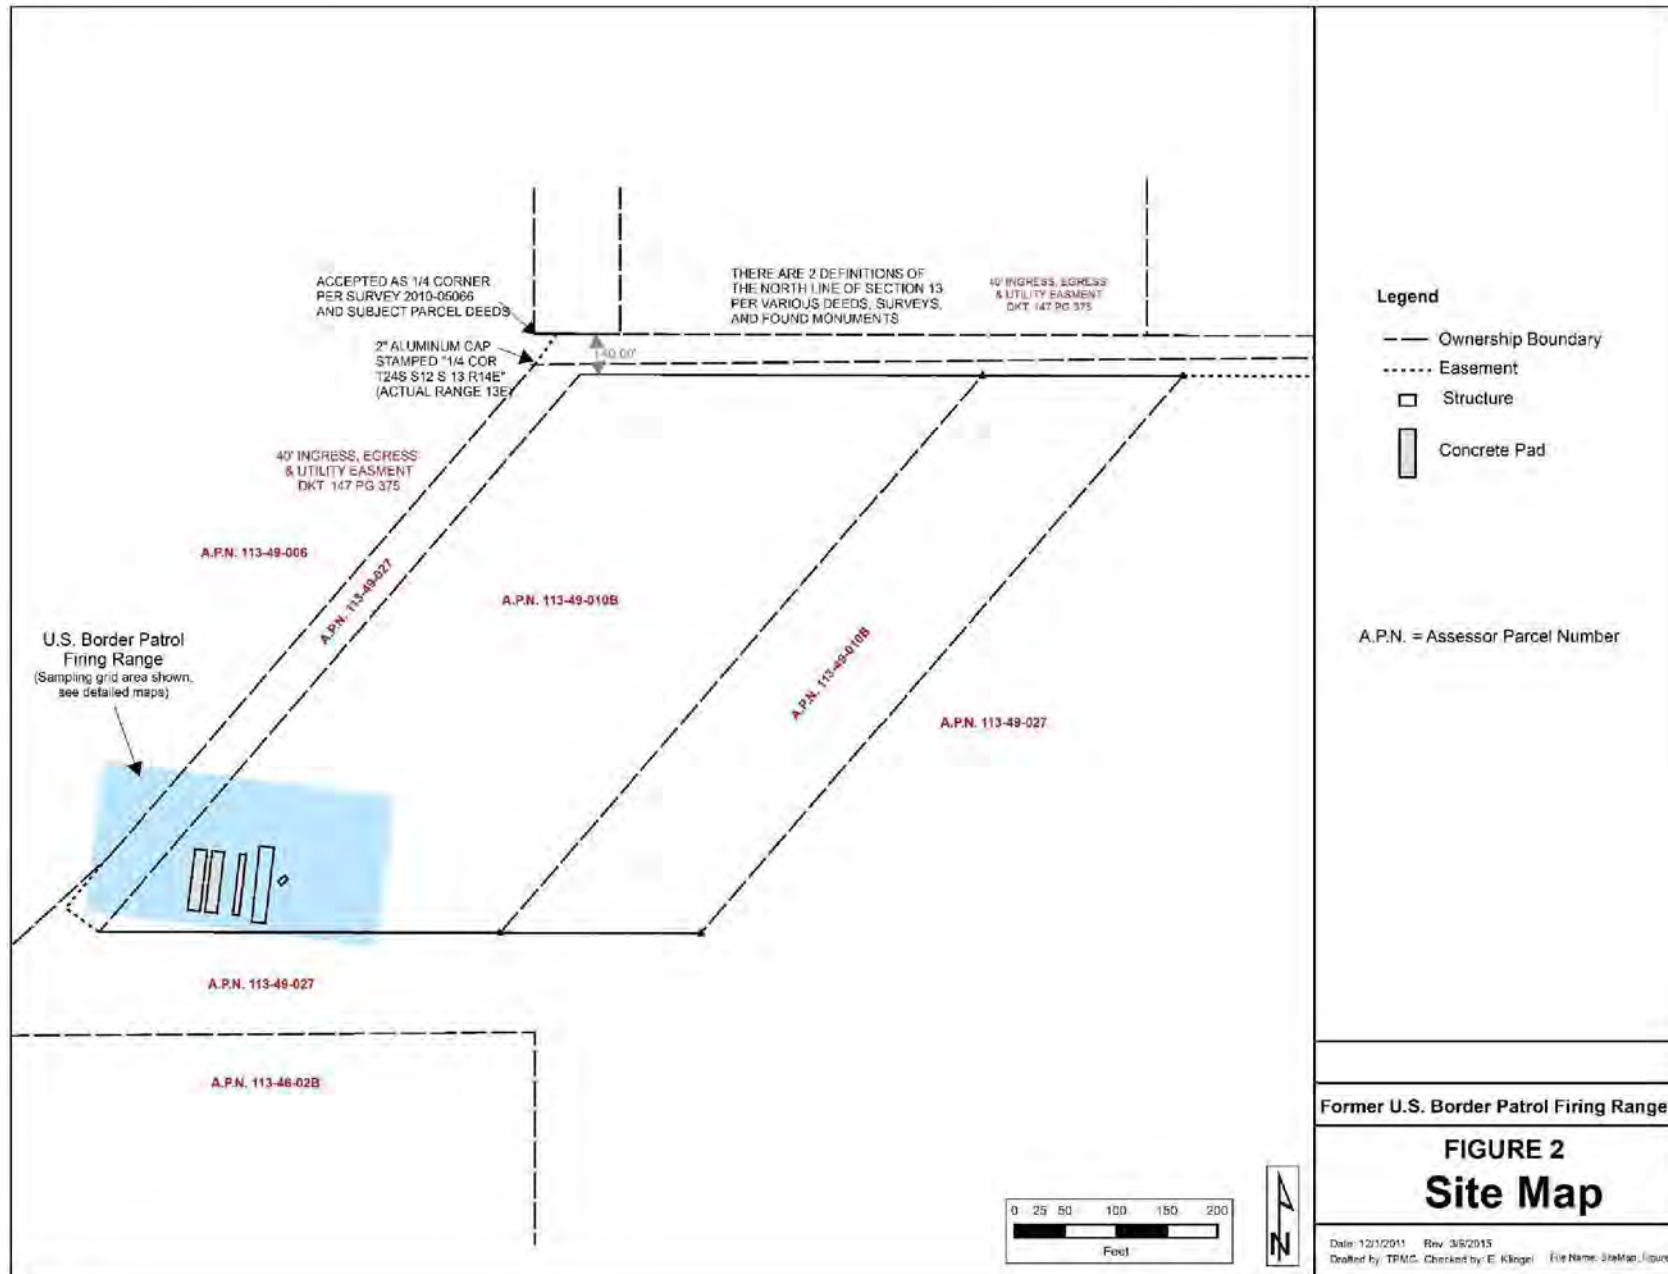 ACCEPTED AS 1/4 CORNER
PER SURVEY 2010-05066
AND SUBJECT PARCEL DEEDS
2" ALUMINUM CAP
STAMPED "1/4 COR
T24S S12 S 13 R14E"
(ACTUAL RANGE 13E)
THERE ARE 2 DEFINITIONS OF
THE NORTH LINE OF SECTION 13
PER VARIOUS DEEDS, SURVEYS,
AND FOUND MONUMENTS
40' INGRESS, EGRESS
& UTILITY EASMENT
DKT 147 PG 375
40.00'
40' INGRESS, EGRESS
& UTILITY EASMENT
DKT 147 PG 375
A.P.N. 113-49-006
A.P.N. 113-49-027
A.P.N. 113-49-010B
A.P.N. 113-49-010B
A.P.N. 113-49-027
U.S. Border Patrol
Firing Range
(Sampling grid area shown,
see detailed maps)
A.P.N. 113-49-027
A.P.N. 113-46-02B
0 25 50 100 150 200
Feet
N
Legend
Ownership Boundary
Easement
Structure
Concrete Pad
A.P.N. = Assessor Parcel Number
Former U.S. Border Patrol Firing Range
FIGURE 2
Site Map
Date: 12/1/2011 Rev. 3/9/2015
Drafted by: TPMC Checked by: E. Klingel File Name: SiteMap_Figure